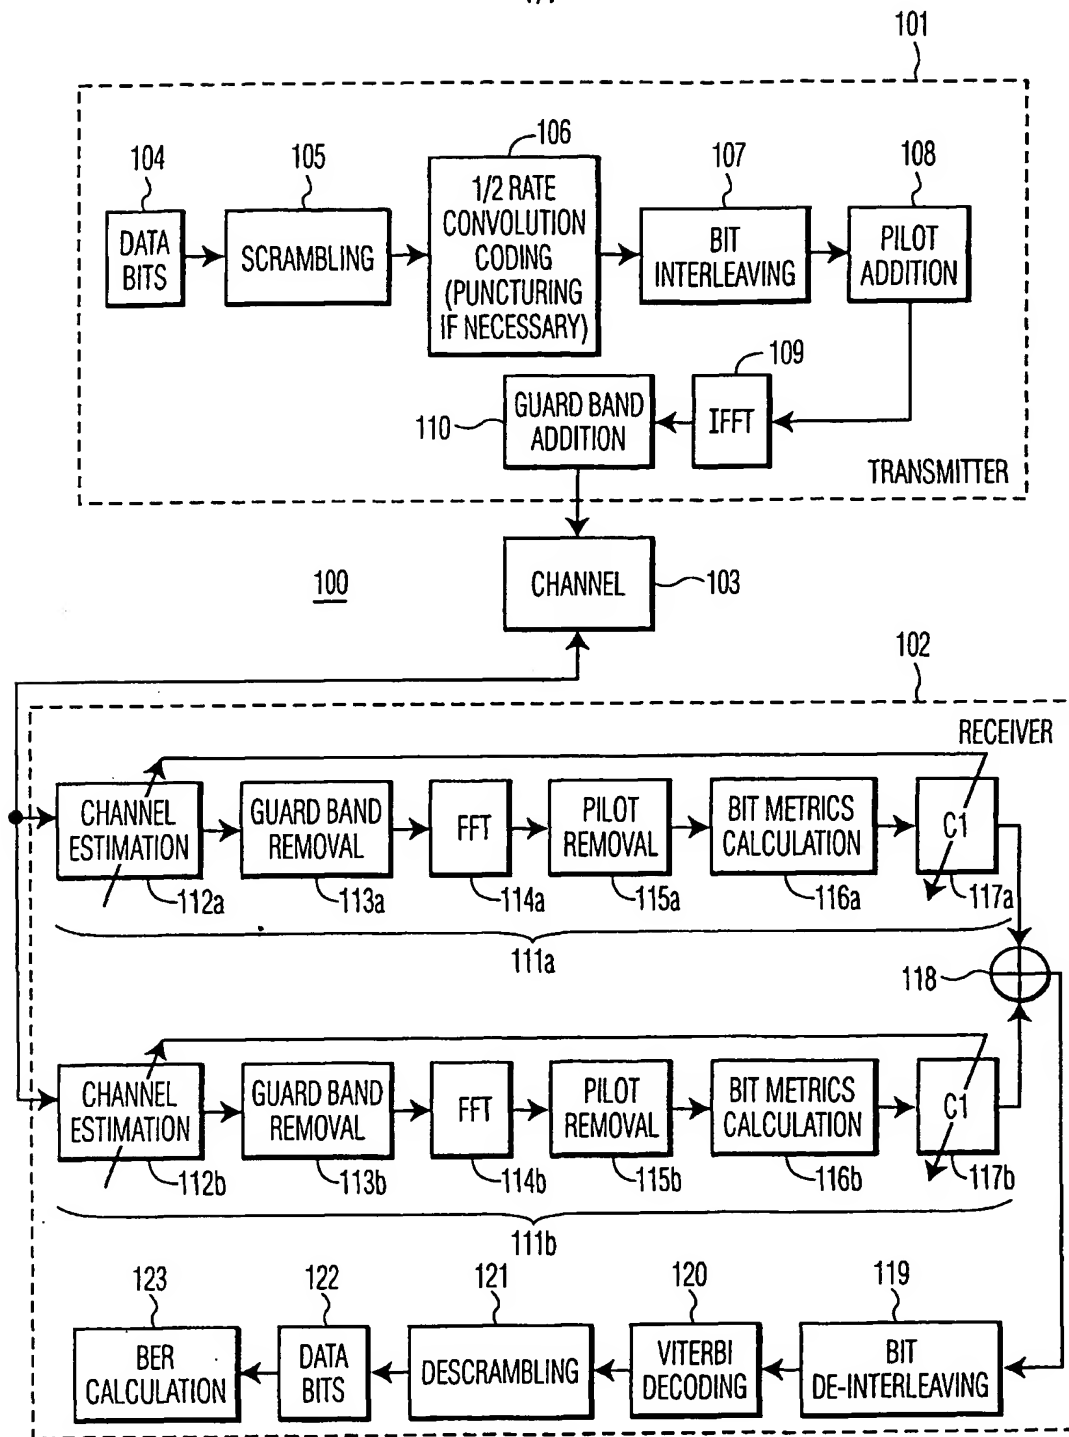 101
104
105
106
107
108
DATA
BITS
SCRAMBLING
1/2 RATE
CONVOLUTION
CODING
(PUNCTURING
IF NECESSARY)
BIT
INTERLEAVING
PILOT
ADDITION
109
110
GUARD BAND
ADDITION
IFFT
TRANSMITTER
100
CHANNEL
103
102
RECEIVER
CHANNEL
ESTIMATION
GUARD BAND
REMOVAL
FFT
PILOT
REMOVAL
BIT METRICS
CALCULATION
C1
112a
113a
114a
115a
116a
117a
111a
118
CHANNEL
ESTIMATION
GUARD BAND
REMOVAL
FFT
PILOT
REMOVAL
BIT METRICS
CALCULATION
C1
112b
113b
114b
115b
116b
117b
111b
123
122
121
120
119
BER
CALCULATION
DATA
BITS
DESCRAMBLING
VITERBI
DECODING
BIT
DE-INTERLEAVING